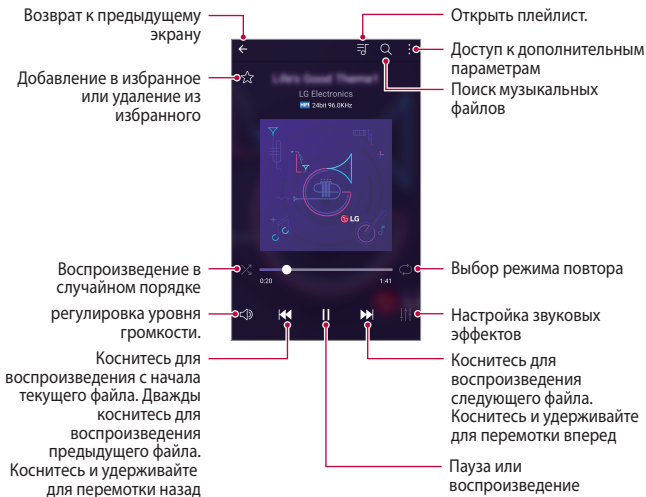 Возврат к предыдущему
экрану
Добавление в избранное
или удаление из
избранного
Воспроизведение в
случайном порядке
регулировка уровня
громкости.
Коснитесь для
воспроизведения с начала
текущего файла. Дважды
коснитесь для
воспроизведения
предыдущего файла.
Коснитесь и удерживайте
для перемотки назад
Life's Good Theme1
LG Electronics
HIFI 24bit 96.0KHz
LG
0:20
1:41
Открыть плейлист.
Доступ к дополнительным
параметрам
Поиск музыкальных
файлов
Выбор режима повтора
Настройка звуковых
эффектов
Коснитесь для
воспроизведения
следующего файла.
Коснитесь и удерживайте
для перемотки вперед
Пауза или
воспроизведение